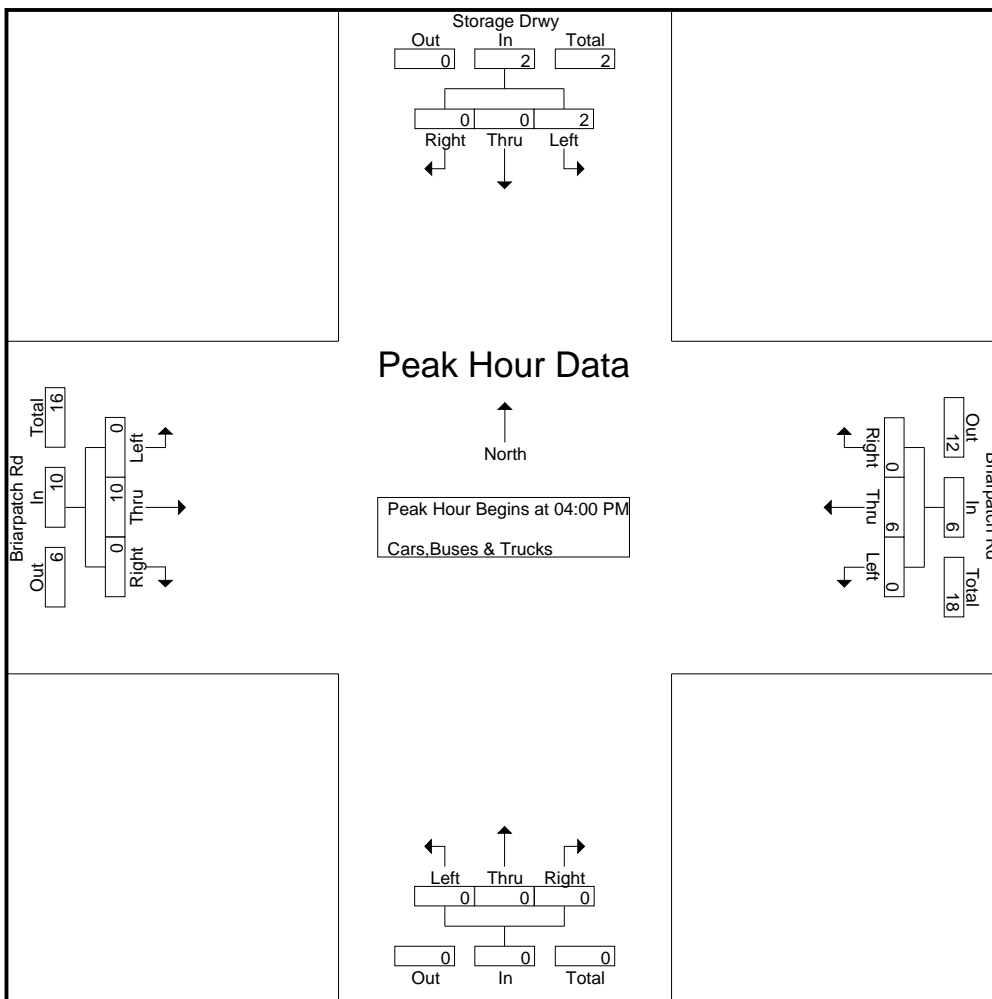 Storage Drwy
Out In Total
0 2 2
0 0 2
Right Thru Left
Peak Hour Data
North
Peak Hour Begins at 04:00 PM
Cars,Buses & Trucks
Briarpatch Rd
Out In Total
6 10 16
0 10 0
Right Thru Left
Briarpatch Rd
Out In Total
12 6 18
0 6 0
Right Thru Left
Left Thru Right
0 0 0
0 0 0
Out In Total